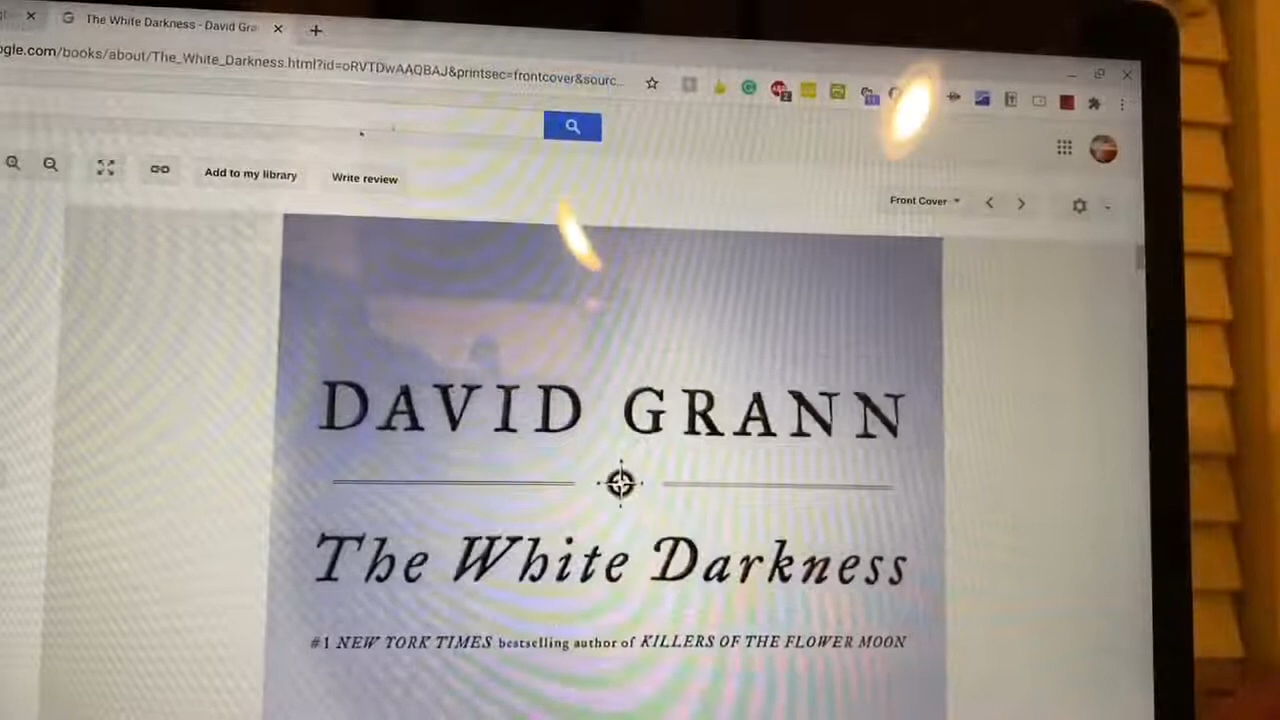 The White Darkness - David Gra
gle.com/books/about/The_White_Darkness.html?id=oRVTDwAAQBAJ&printsec=frontcover&sourc...
Add to my library
Write review
Front Cover
DAVID GRANN
The White Darkness
#1 NEW YORK TIMES bestselling author of KILLERS OF THE FLOWER MOON